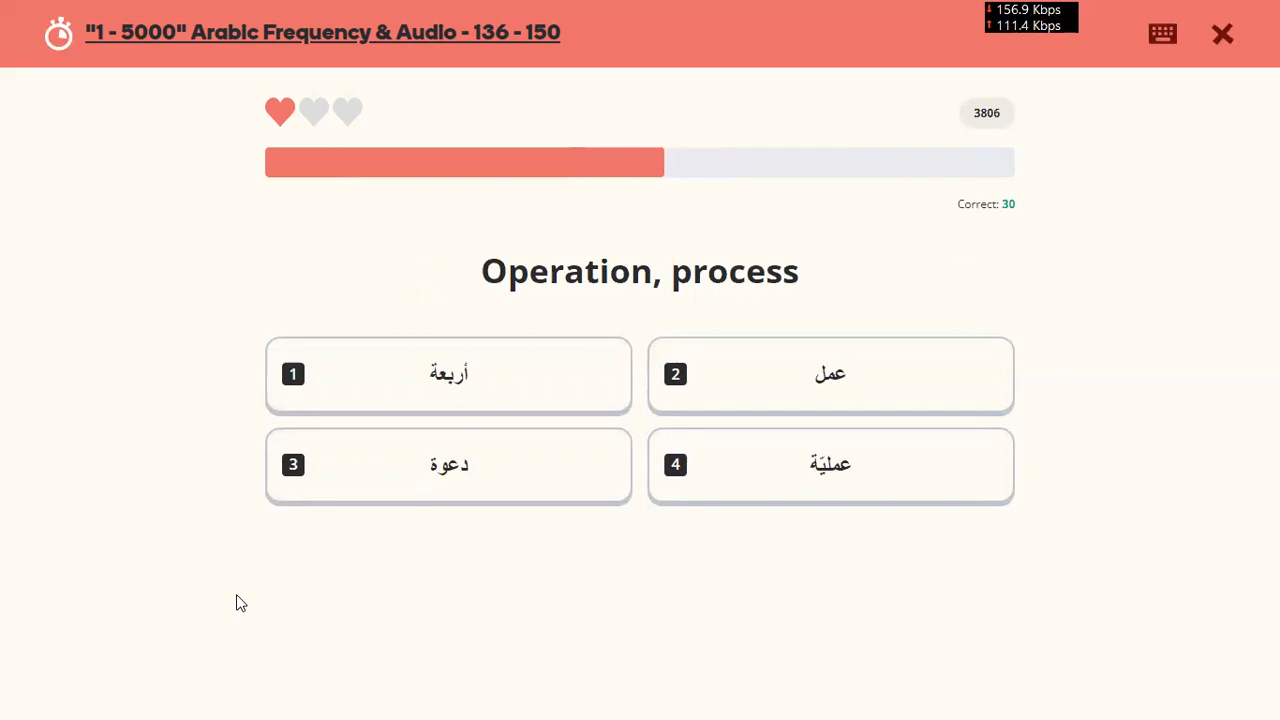 "1 - 5000" Arabic Frequency & Audio - 136 - 150
156.9 Kbps
111.4 Kbps
3806
Correct: 30
Operation, process
1 أربعة
2 عمل
3 دعوة
4 عمليّة